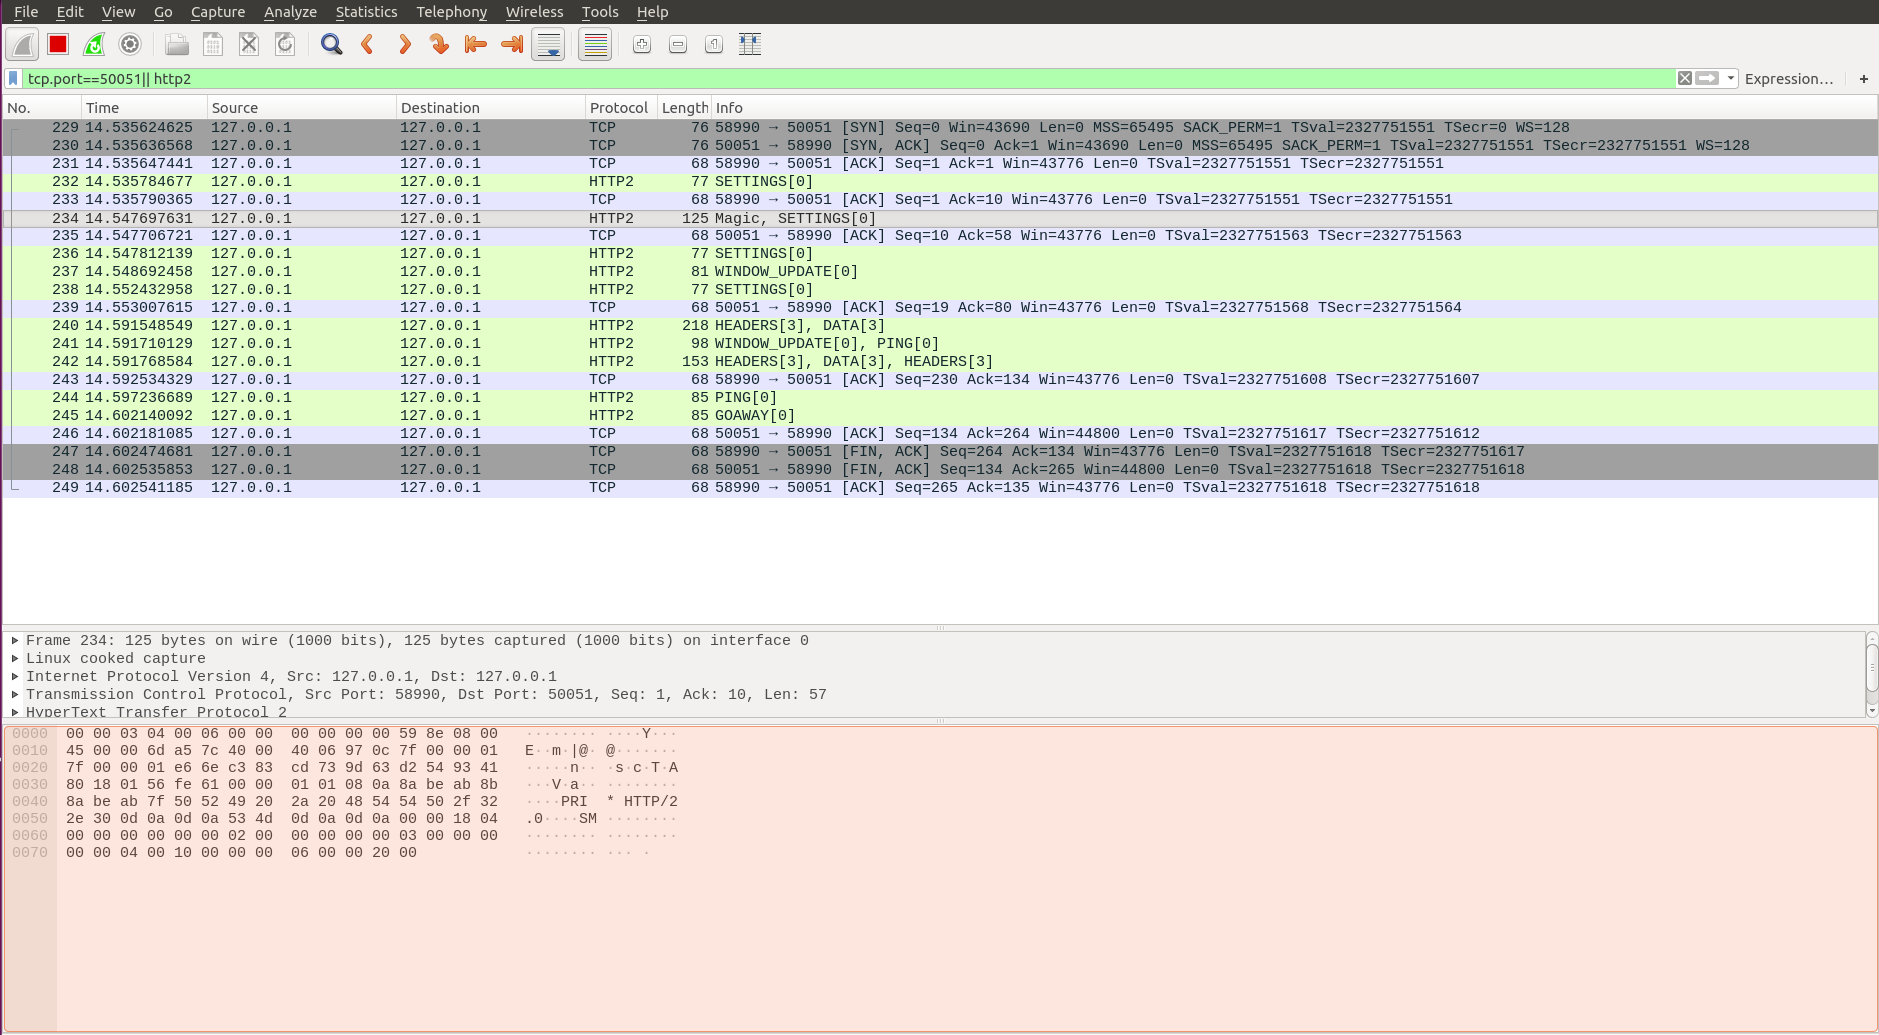 File Edit View Go Capture Analyze Statistics Telephony Wireless Tools Help
tcp.port==50051|| http2 Expression… +
No. Time Source Destination Protocol Length Info
229 14.535624625 127.0.0.1 127.0.0.1 TCP 76 58990 → 50051 [SYN] Seq=0 Win=43690 Len=0 MSS=65495 SACK_PERM=1 TSval=2327751551 TSecr=0 WS=128
230 14.535636568 127.0.0.1 127.0.0.1 TCP 76 50051 → 58990 [SYN, ACK] Seq=0 Ack=1 Win=43690 Len=0 MSS=65495 SACK_PERM=1 TSval=2327751551 TSecr=2327751551 WS=128
231 14.535647441 127.0.0.1 127.0.0.1 TCP 68 58990 → 50051 [ACK] Seq=1 Ack=1 Win=43776 Len=0 TSval=2327751551 TSecr=2327751551
232 14.535784677 127.0.0.1 127.0.0.1 HTTP2 77 SETTINGS[0]
233 14.535790365 127.0.0.1 127.0.0.1 TCP 68 58990 → 50051 [ACK] Seq=1 Ack=10 Win=43776 Len=0 TSval=2327751551 TSecr=2327751551
234 14.547697631 127.0.0.1 127.0.0.1 HTTP2 125 Magic, SETTINGS[0]
235 14.547706721 127.0.0.1 127.0.0.1 TCP 68 50051 → 58990 [ACK] Seq=10 Ack=58 Win=43776 Len=0 TSval=2327751563 TSecr=2327751563
236 14.547812139 127.0.0.1 127.0.0.1 HTTP2 77 SETTINGS[0]
237 14.548692458 127.0.0.1 127.0.0.1 HTTP2 81 WINDOW_UPDATE[0]
238 14.552432958 127.0.0.1 127.0.0.1 HTTP2 77 SETTINGS[0]
239 14.553007615 127.0.0.1 127.0.0.1 TCP 68 50051 → 58990 [ACK] Seq=19 Ack=80 Win=43776 Len=0 TSval=2327751568 TSecr=2327751564
240 14.591548549 127.0.0.1 127.0.0.1 HTTP2 218 HEADERS[3], DATA[3]
241 14.591710129 127.0.0.1 127.0.0.1 HTTP2 98 WINDOW_UPDATE[0], PING[0]
242 14.591768584 127.0.0.1 127.0.0.1 HTTP2 153 HEADERS[3], DATA[3], HEADERS[3]
243 14.592534329 127.0.0.1 127.0.0.1 TCP 68 58990 → 50051 [ACK] Seq=230 Ack=134 Win=43776 Len=0 TSval=2327751608 TSecr=2327751607
244 14.597236689 127.0.0.1 127.0.0.1 HTTP2 85 PING[0]
245 14.602140092 127.0.0.1 127.0.0.1 HTTP2 85 GOAWAY[0]
246 14.602181085 127.0.0.1 127.0.0.1 TCP 68 50051 → 58990 [ACK] Seq=134 Ack=264 Win=44800 Len=0 TSval=2327751617 TSecr=2327751612
247 14.602474681 127.0.0.1 127.0.0.1 TCP 68 58990 → 50051 [FIN, ACK] Seq=264 Ack=134 Win=43776 Len=0 TSval=2327751618 TSecr=2327751617
248 14.602535853 127.0.0.1 127.0.0.1 TCP 68 50051 → 58990 [FIN, ACK] Seq=134 Ack=265 Win=44800 Len=0 TSval=2327751618 TSecr=2327751618
249 14.602541185 127.0.0.1 127.0.0.1 TCP 68 58990 → 50051 [ACK] Seq=265 Ack=135 Win=43776 Len=0 TSval=2327751618 TSecr=2327751618
Frame 234: 125 bytes on wire (1000 bits), 125 bytes captured (1000 bits) on interface 0
Linux cooked capture
Internet Protocol Version 4, Src: 127.0.0.1, Dst: 127.0.0.1
Transmission Control Protocol, Src Port: 58990, Dst Port: 50051, Seq: 1, Ack: 10, Len: 57
HyperText Transfer Protocol 2
0000 00 00 03 04 00 06 00 00 00 00 00 00 59 8e 08 00 ········ ····Y···
0010 45 00 00 6d a5 7c 40 00 40 06 97 0c 7f 00 00 01 E··m·|@· @·······
0020 7f 00 00 01 e6 6e c3 83 cd 73 9d 63 d2 54 93 41 ·····n·· ·s·c·T·A
0030 80 18 01 56 fe 61 00 00 01 01 08 0a 8a be ab 8b ···V·a·· ········
0040 8a be ab 7f 50 52 49 20 2a 20 48 54 54 50 2f 32 ····PRI * HTTP/2
0050 2e 30 0d 0a 0d 0a 53 4d 0d 0a 0d 0a 00 00 18 04 .0····SM ········
0060 00 00 00 00 00 00 02 00 00 00 00 00 03 00 00 00 ········ ········
0070 00 00 04 00 10 00 00 00 06 00 00 20 00 ········ ··· ·